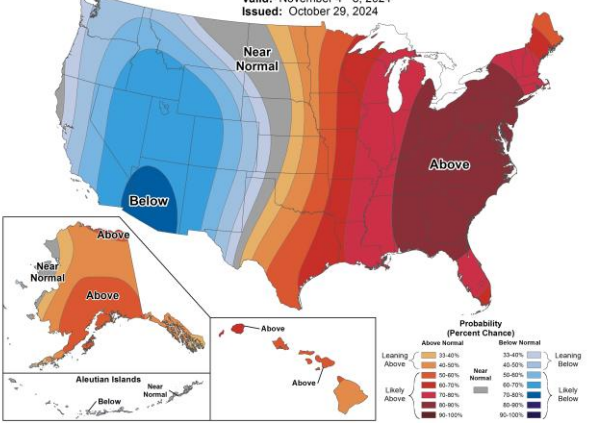 Issued: October 29, 2024
Near
Normal
Above
Below
Above
Near
Normal
Above
Aleutian Islands
Near
Normal
Below
Above
Above
Probability
(Percent Chance)
Above Normal
Below Normal
Leaning
Above
33-40%
40-50%
33-40%
40-50%
Leaning
Below
Near
Normal
Likely
Above
50-60%
60-70%
70-80%
80-90%
90-100%
50-60%
60-70%
70-80%
80-90%
90-100%
Likely
Below